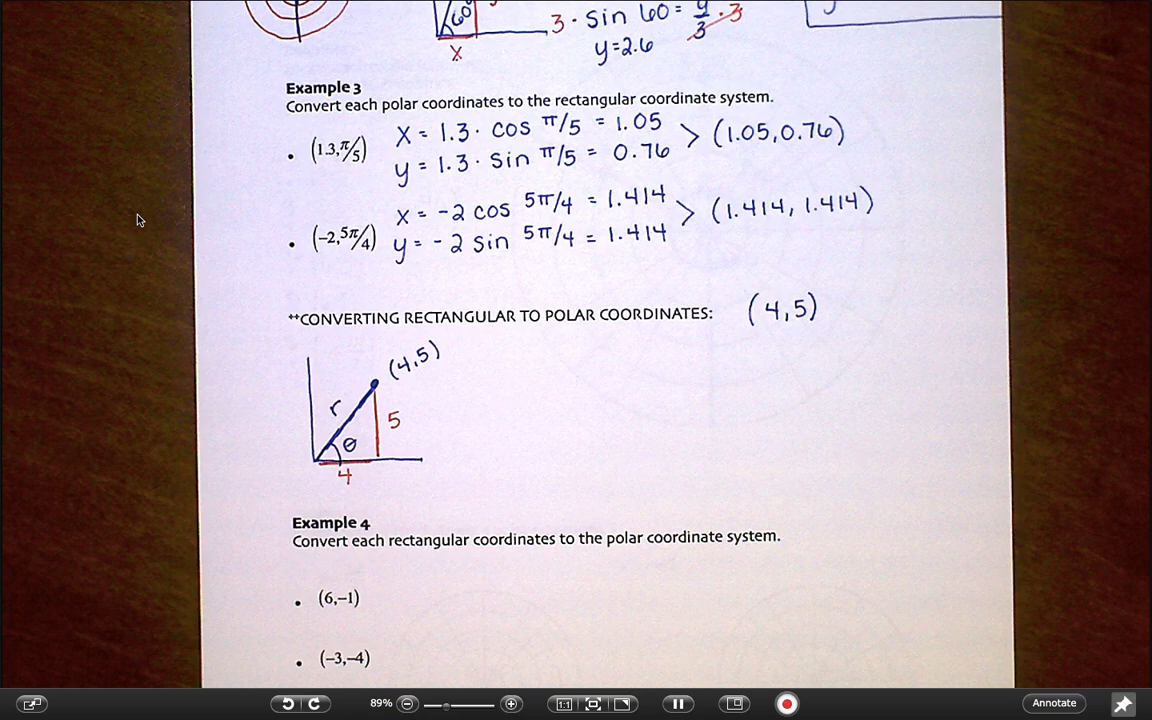 60°
x
3 · sin 60 = y/3 · 3
y=2.6
Example 3
Convert each polar coordinates to the rectangular coordinate system.
• (1.3,π/5) x = 1.3 · cos π/5 = 1.05 > (1.05,0.76)
y = 1.3 · sin π/5 = 0.76
• (−2,5π/4) x = -2 cos 5π/4 = 1.414 > (1.414, 1.414)
y = -2 sin 5π/4 = 1.414
**CONVERTING RECTANGULAR TO POLAR COORDINATES: (4,5)
(4,5)
r
5
θ
4
Example 4
Convert each rectangular coordinates to the polar coordinate system.
• (6,−1)
• (−3,−4)
89%
1:1
Annotate